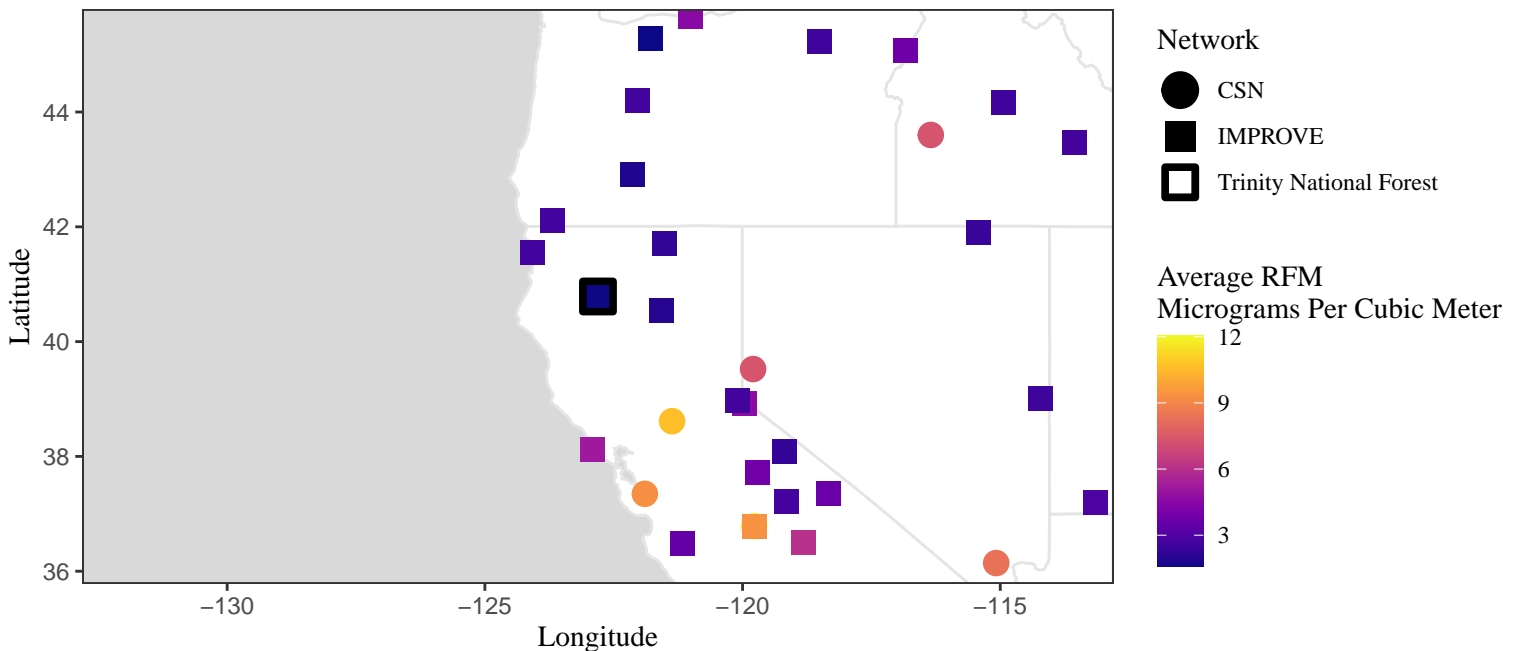 Network
CSN
IMPROVE
Trinity National Forest
Average RFM
Micrograms Per Cubic Meter
12
9
6
3
Latitude
44
42
40
38
36
−130
−125
−120
−115
Longitude